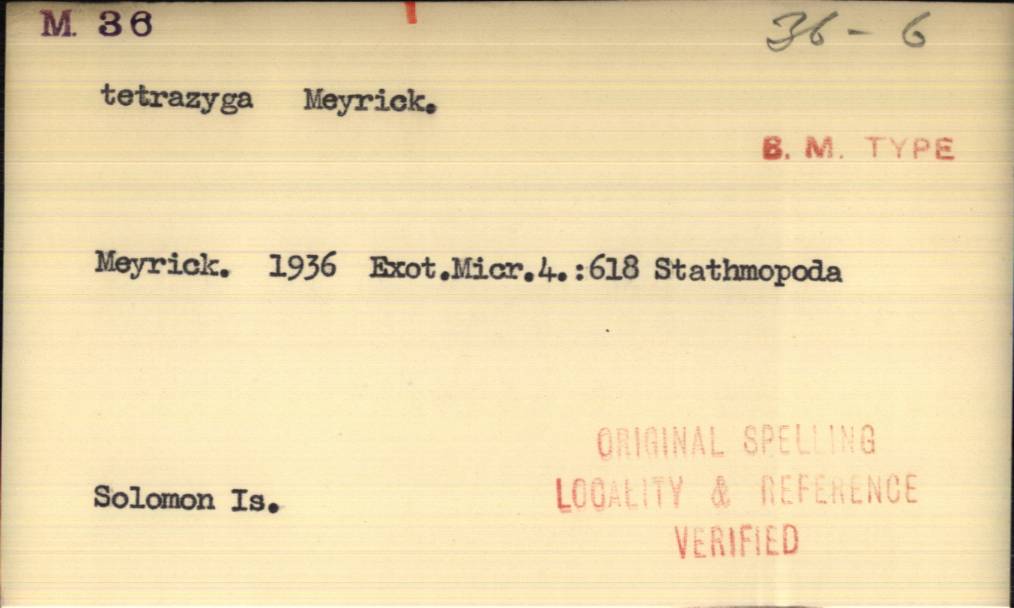 M. 36
36 - 6
tetrazyga Meyrick.
B. M. TYPE
Meyrick. 1936 Exot.Micr.4.:618 Stathmopoda
ORIGINAL SPELLING
LOCALITY & REFERENCE
VERIFIED
Solomon Is.